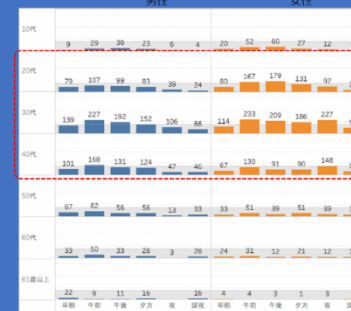 男性 女性
10代 9 29 36 23 6 4 20 52 60 27 12
20代 75 107 99 83 39 24 60 167 179 131 92
30代 139 227 192 152 106 66 114 233 209 186 227
40代 101 168 131 124 47 46 67 130 91 90 148
50代 67 82 56 56 13 33 33 51 39 51 39
60代 33 50 33 28 3 26 24 31 12 21 12
61歳以上 22 9 11 16 16 4 4 3 1 3
早朝 午前 午後 夕方 夜 深夜 早朝 午前 午後 夕方 夜